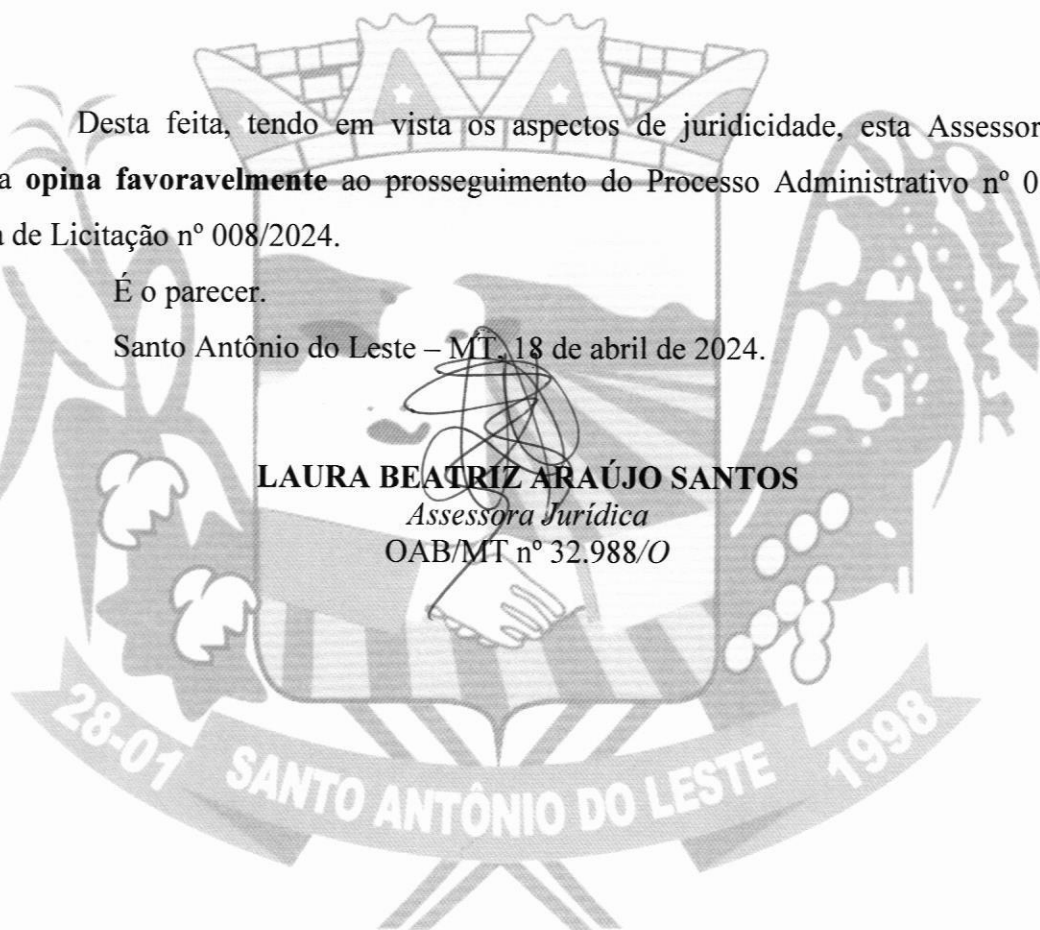 Desta feita, tendo em vista os aspectos de juridicidade, esta Assessor
a opina favoravelmente ao prosseguimento do Processo Administrativo nº 0
de Licitação nº 008/2024.
É o parecer.
Santo Antônio do Leste – MT, 18 de abril de 2024.
LAURA BEATRIZ ARAÚJO SANTOS
Assessora Jurídica
OAB/MT nº 32.988/O
28-01 SANTO ANTÔNIO DO LESTE 1998